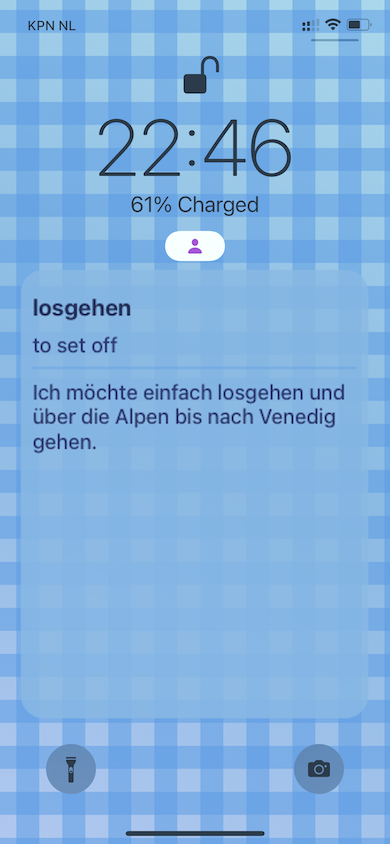 KPN NL
22:46
61% Charged
losgehen
to set off
Ich möchte einfach losgehen und
über die Alpen bis nach Venedig
gehen.